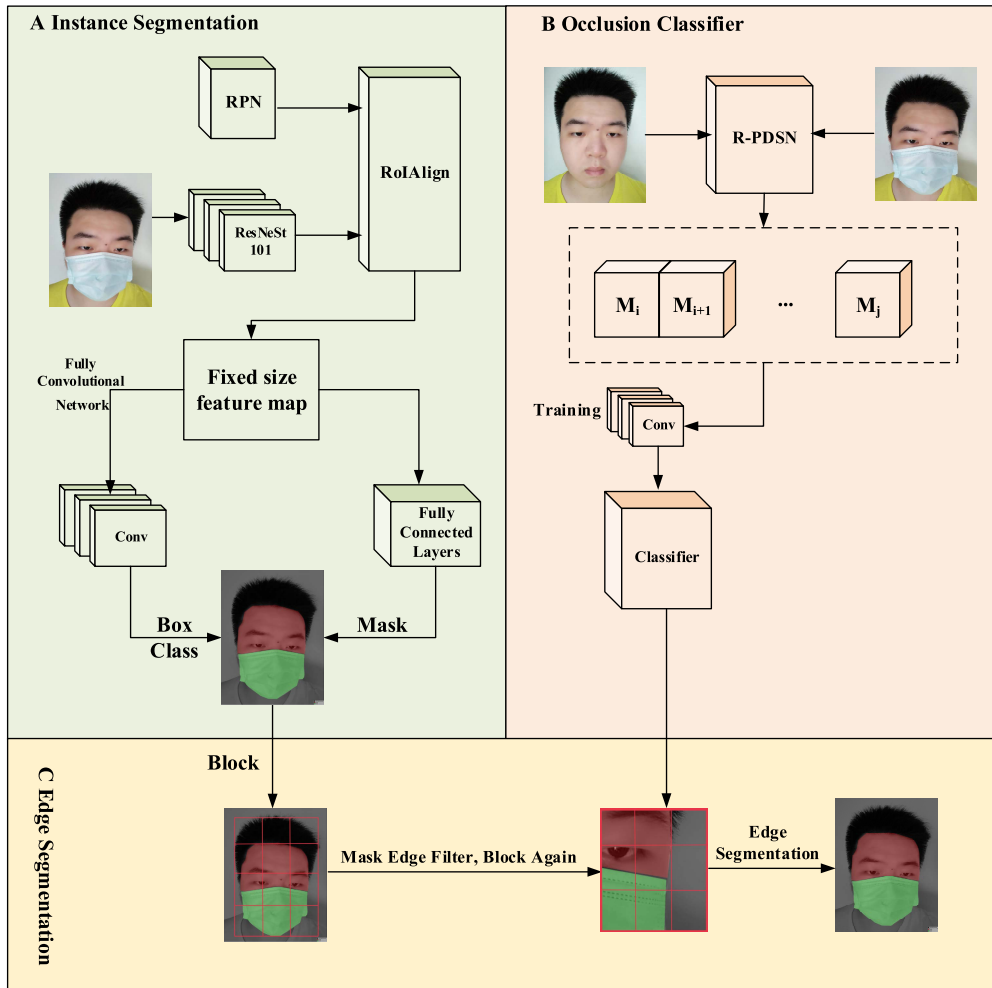 A Instance Segmentation
RPN
RoIAlign
ResNeSt
101
Fully
Convolutional
Network
Fixed size
feature map
Conv
Fully
Connected
Layers
Box
Class
Mask
B Occlusion Classifier
R-PDSN
Mi
Mi+1
...
Mj
Training
Conv
Classifier
C Edge Segmentation
Block
Mask Edge Filter, Block Again
Edge
Segmentation